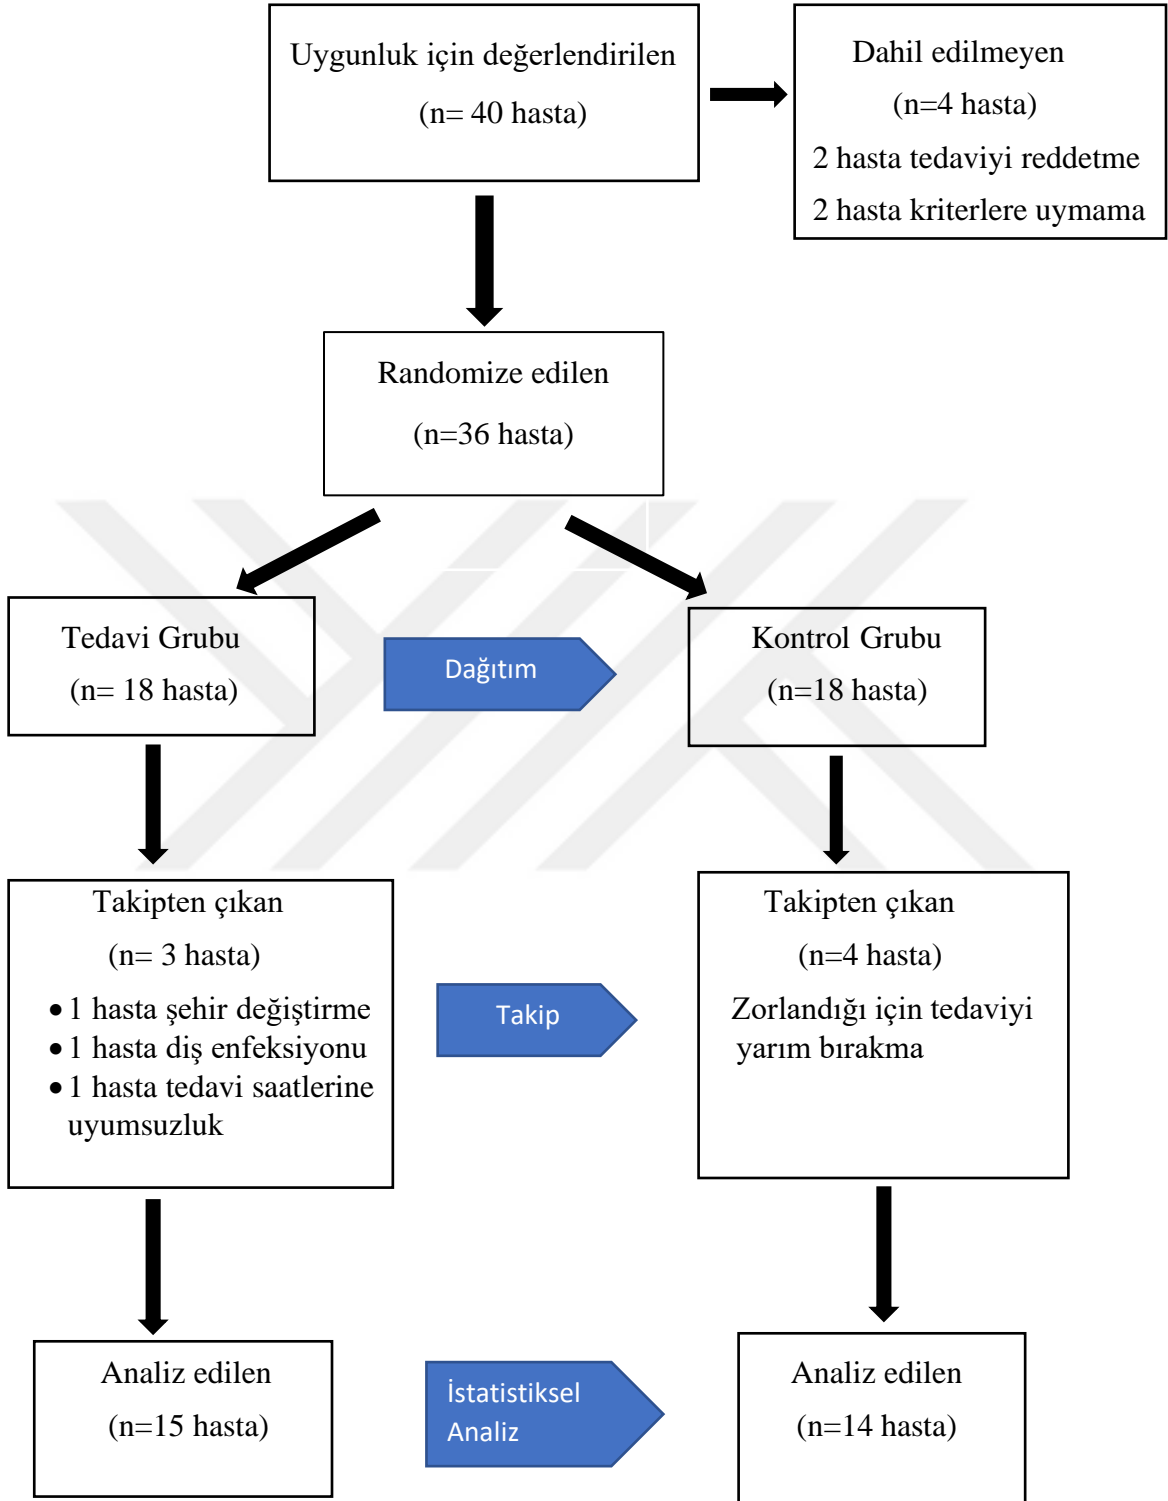 Uygunluk için değerlendirilen
(n= 40 hasta)
Dahil edilmeyen
(n=4 hasta)
2 hasta tedaviyi reddetme
2 hasta kriterlere uymama
Randomize edilen
(n=36 hasta)
Tedavi Grubu
(n= 18 hasta)
Dağıtım
Kontrol Grubu
(n=18 hasta)
Takipten çıkan
(n= 3 hasta)
• 1 hasta şehir değiştirme
• 1 hasta diş enfeksiyonu
• 1 hasta tedavi saatlerine
uyumsuzluk
Takip
Takipten çıkan
(n=4 hasta)
Zorlandığı için tedaviyi
yarım bırakma
Analiz edilen
(n=15 hasta)
İstatistiksel
Analiz
Analiz edilen
(n=14 hasta)